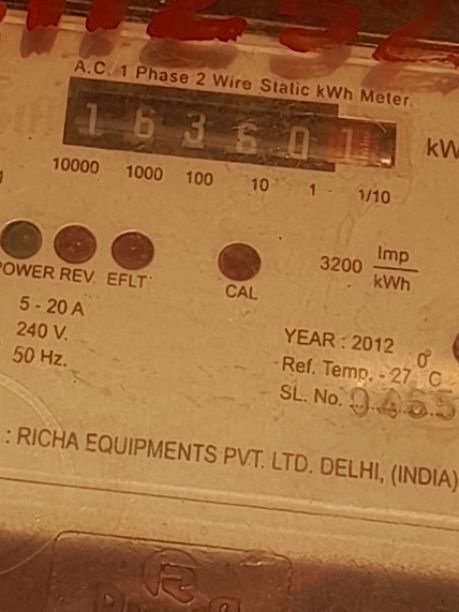 A.C. 1 Phase 2 Wire Static kWh Meter.
1 6 3 6 0 1
10000 1000 100 10 1 1/10
POWER REV. EFLT
CAL
3200 Imp/kWh
5 - 20 A
240 V.
50 Hz.
YEAR : 2012
Ref. Temp. - 27 °C
SL. No. 0465
: RICHA EQUIPMENTS PVT. LTD. DELHI, (INDIA)